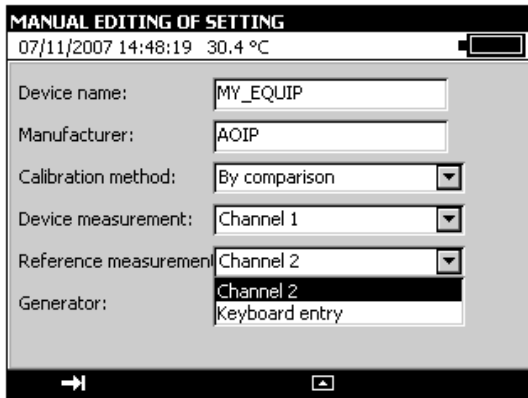 MANUAL EDITING OF SETTING
07/11/2007 14:48:19 30.4 °C
Device name: MY_EQUIP
Manufacturer: AOIP
Calibration method: By comparison
Device measurement: Channel 1
Reference measurement Channel 2
Channel 2
Generator:
Keyboard entry